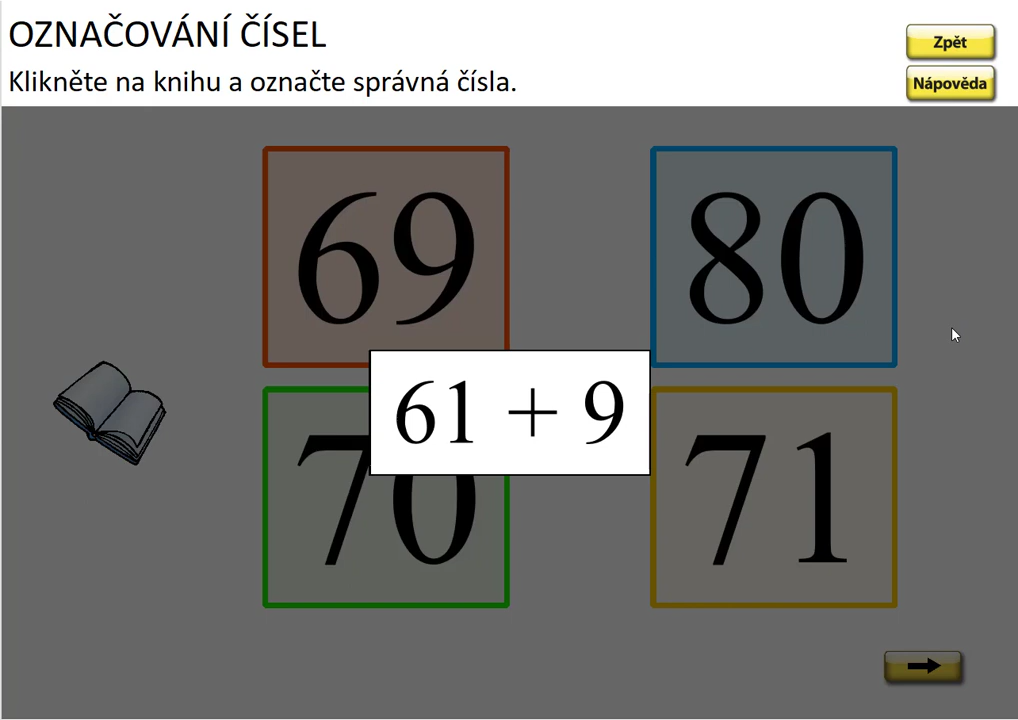 OZNAČOVÁNÍ ČÍSEL
Klikněte na knihu a označte správná čísla.
Zpět
Nápověda
69
80
61 + 9
70
71